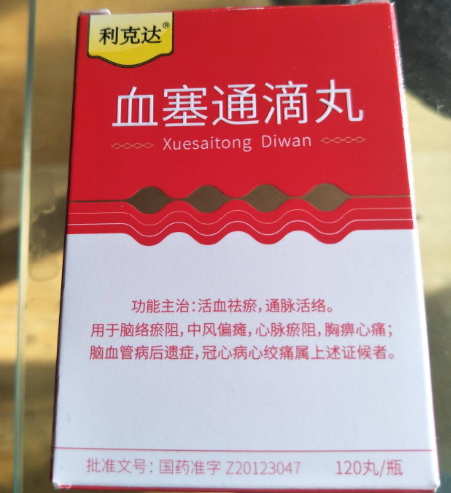 利克达®
血塞通滴丸
Xuesaitong Diwan
功能主治:活血祛瘀,通脉活络。
用于脑络瘀阻,中风偏瘫,心脉瘀阻,胸痹心痛;
脑血管病后遗症,冠心病心绞痛属上述证候者。
批准文号:国药准字 Z20123047 120丸/瓶